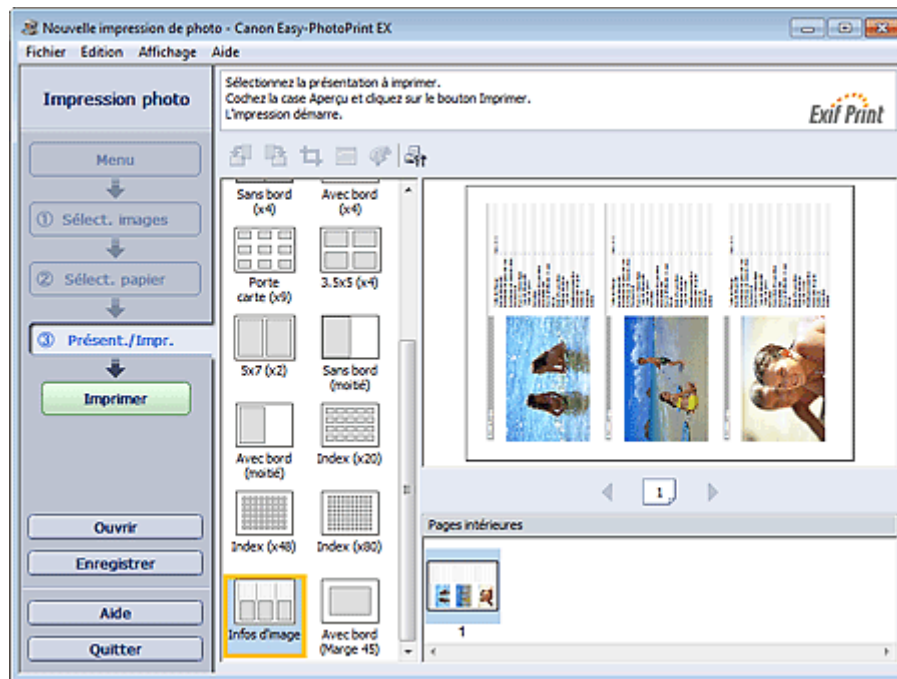 Nouvelle impression de photo - Canon Easy-PhotoPrint EX
Fichier Édition Affichage Aide
Impression photo
Menu
① Sélect. images
② Sélect. papier
③ Présent./Impr.
Imprimer
Ouvrir
Enregistrer
Aide
Quitter
Sélectionnez la présentation à imprimer.
Cochez la case Aperçu et cliquez sur le bouton Imprimer.
L'impression démarre.
Exif Print
Sans bord
(x4)
Avec bord
(x4)
Porte
carte (x9)
3.5x5 (x4)
5x7 (x2)
Sans bord
(moitié)
Avec bord
(moitié)
Index (x20)
Index (x48)
Index (x80)
Infos d'image
Avec bord
(Marge 45)
1
Pages intérieures
1